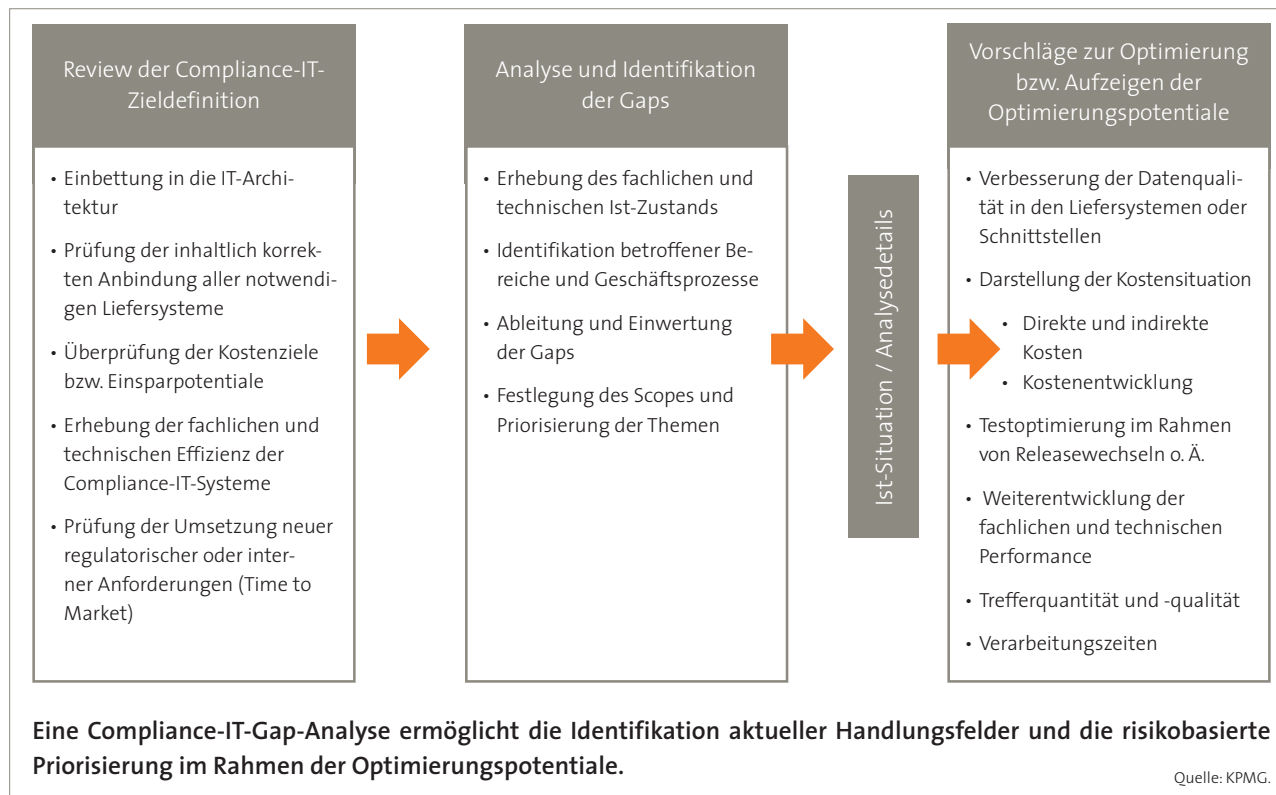 Review der Compliance-IT-
Zieldefinition
• Einbettung in die IT-Archi-
tektur
• Prüfung der inhaltlich korrek-
ten Anbindung aller notwendi-
gen Liefersysteme
• Überprüfung der Kostenziele
bzw. Einsparpotentiale
• Erhebung der fachlichen und
technischen Effizienz der
Compliance-IT-Systeme
• Prüfung der Umsetzung neuer
regulatorischer oder inter-
ner Anforderungen (Time to
Market)
Analyse und Identifikation
der Gaps
• Erhebung des fachlichen und
technischen Ist-Zustands
• Identifikation betroffener Be-
reiche und Geschäftsprozesse
• Ableitung und Einwertung
der Gaps
• Festlegung des Scopes und
Priorisierung der Themen
Ist-Situation / Analysedetails
Vorschläge zur Optimierung
bzw. Aufzeigen der
Optimierungspotentiale
• Verbesserung der Datenquali-
tät in den Liefersystemen oder
Schnittstellen
• Darstellung der Kostensituation
• Direkte und indirekte
Kosten
• Kostenentwicklung
• Testoptimierung im Rahmen
von Releasewechseln o. Ä.
• Weiterentwicklung der
fachlichen und technischen
Performance
• Trefferquantität und -qualität
• Verarbeitungszeiten
Eine Compliance-IT-Gap-Analyse ermöglicht die Identifikation aktueller Handlungsfelder und die risikobasierte
Priorisierung im Rahmen der Optimierungspotentiale.
Quelle: KPMG.